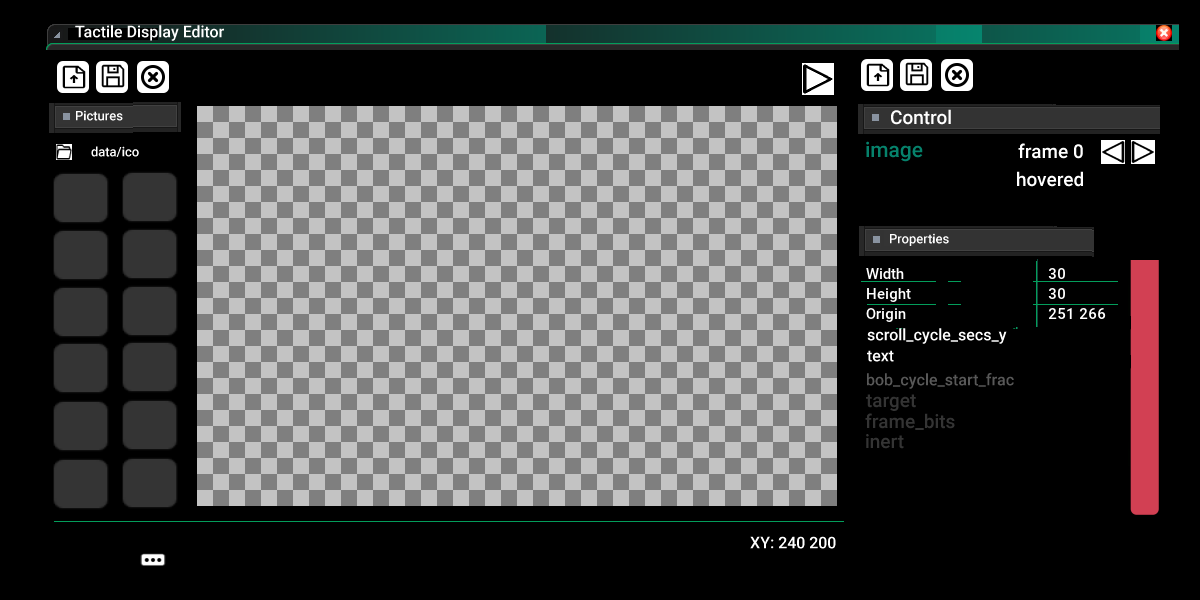 Tactile Display Editor
Pictures
data/ico
Control
image
frame 0
hovered
Properties
Width 30
Height 30
Origin 251 266
scroll_cycle_secs_y
text
bob_cycle_start_frac
target
frame_bits
inert
XY: 240 200